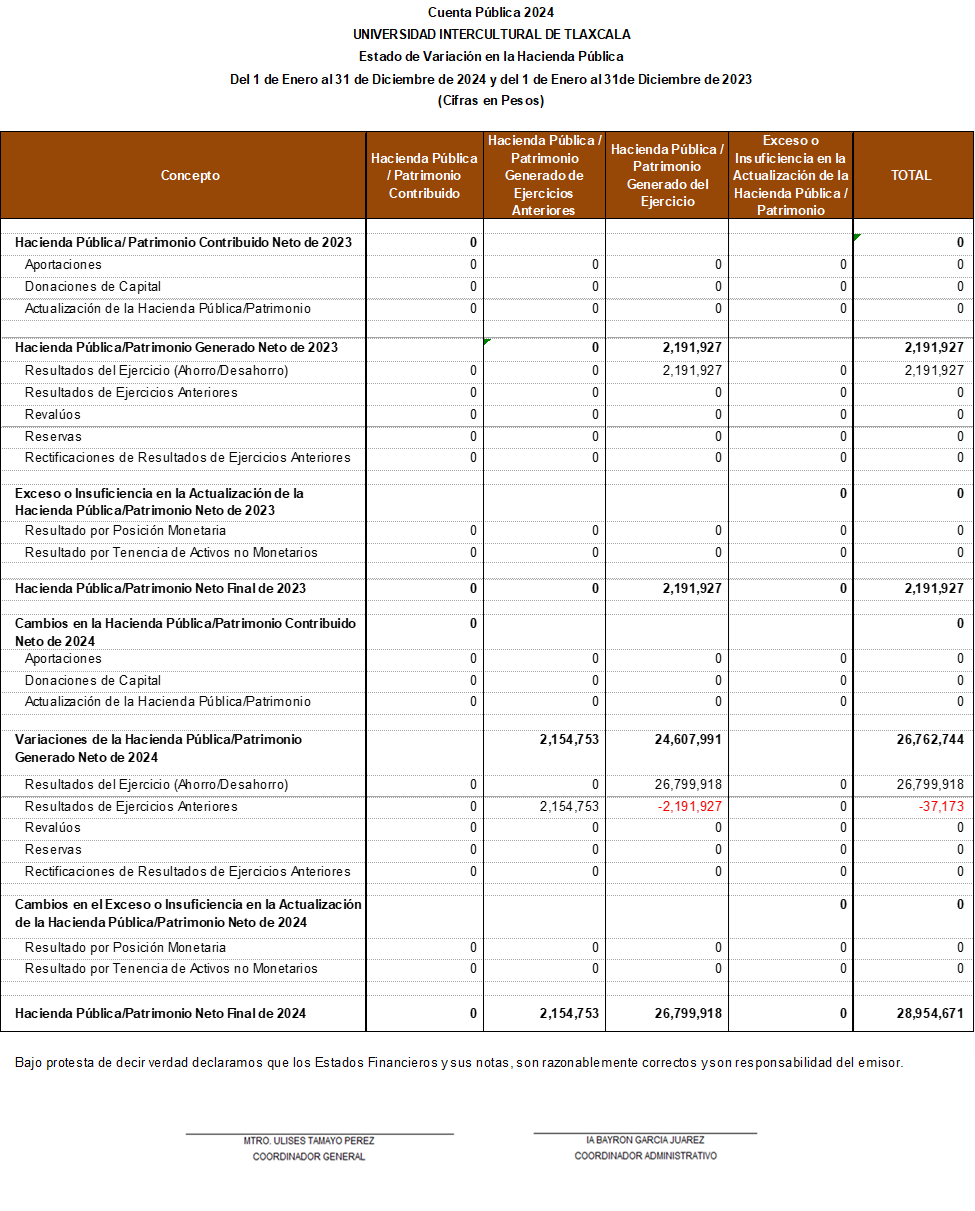 Cuenta Pública 2024
UNIVERSIDAD INTERCULTURAL DE TLAXCALA
Estado de Variación en la Hacienda Pública
Del 1 de Enero al 31 de Diciembre de 2024 y del 1 de Enero al 31de Diciembre de 2023
(Cifras en Pesos)
Concepto Hacienda Pública / Patrimonio Contribuido Hacienda Pública / Patrimonio Generado de Ejercicios Anteriores Hacienda Pública / Patrimonio Generado del Ejercicio Exceso o Insuficiencia en la Actualización de la Hacienda Pública / Patrimonio TOTAL
Hacienda Pública/ Patrimonio Contribuido Neto de 2023 0 0
Aportaciones 0 0 0 0 0
Donaciones de Capital 0 0 0 0 0
Actualización de la Hacienda Pública/Patrimonio 0 0 0 0 0
Hacienda Pública/Patrimonio Generado Neto de 2023 0 2,191,927 2,191,927
Resultados del Ejercicio (Ahorro/Desahorro) 0 0 2,191,927 0 2,191,927
Resultados de Ejercicios Anteriores 0 0 0 0 0
Revalúos 0 0 0 0 0
Reservas 0 0 0 0 0
Rectificaciones de Resultados de Ejercicios Anteriores 0 0 0 0 0
Exceso o Insuficiencia en la Actualización de la 0 0
Hacienda Pública/Patrimonio Neto de 2023
Resultado por Posición Monetaria 0 0 0 0 0
Resultado por Tenencia de Activos no Monetarios 0 0 0 0 0
Hacienda Pública/Patrimonio Neto Final de 2023 0 0 2,191,927 0 2,191,927
Cambios en la Hacienda Pública/Patrimonio Contribuido 0 0
Neto de 2024
Aportaciones 0 0 0 0 0
Donaciones de Capital 0 0 0 0 0
Actualización de la Hacienda Pública/Patrimonio 0 0 0 0 0
Variaciones de la Hacienda Pública/Patrimonio 2,154,753 24,607,991 26,762,744
Generado Neto de 2024
Resultados del Ejercicio (Ahorro/Desahorro) 0 0 26,799,918 0 26,799,918
Resultados de Ejercicios Anteriores 0 2,154,753 -2,191,927 0 -37,173
Revalúos 0 0 0 0 0
Reservas 0 0 0 0 0
Rectificaciones de Resultados de Ejercicios Anteriores 0 0 0 0 0
Cambios en el Exceso o Insuficiencia en la Actualización 0 0
de la Hacienda Pública/Patrimonio Neto de 2024
Resultado por Posición Monetaria 0 0 0 0 0
Resultado por Tenencia de Activos no Monetarios 0 0 0 0 0
Hacienda Pública/Patrimonio Neto Final de 2024 0 2,154,753 26,799,918 0 28,954,671
Bajo protesta de decir verdad declaramos que los Estados Financieros y sus notas, son razonablemente correctos y son responsabilidad del emisor.
MTRO. ULISES TAMAYO PEREZ IA BAYRON GARCIA JUAREZ
COORDINADOR GENERAL COORDINADOR ADMINISTRATIVO